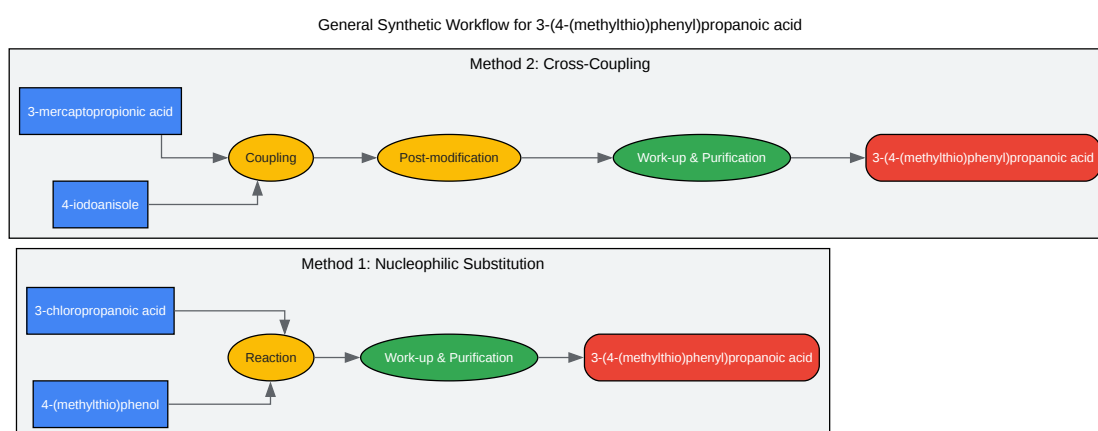 General Synthetic Workflow for 3-(4-(methylthio)phenyl)propanoic acid
Method 2: Cross-Coupling
3-mercaptopropionic acid
Coupling
Post-modification
Work-up & Purification
3-(4-(methylthio)phenyl)propanoic acid
4-iodoanisole
Method 1: Nucleophilic Substitution
3-chloropropanoic acid
Reaction
Work-up & Purification
3-(4-(methylthio)phenyl)propanoic acid
4-(methylthio)phenol